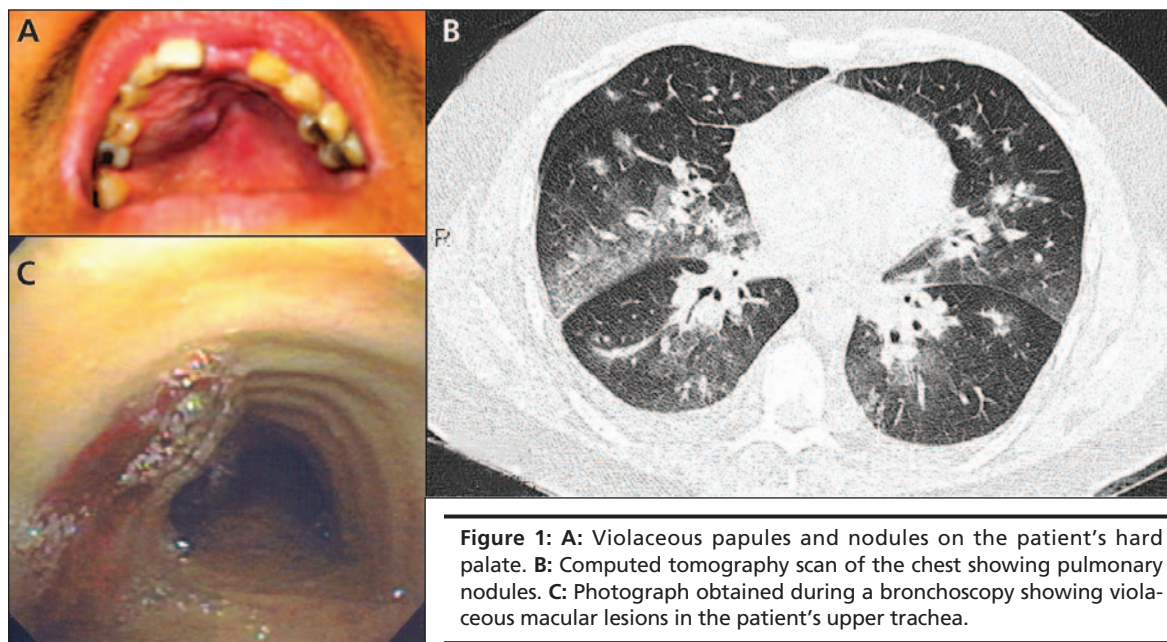 A
B
R
C
Figure 1: A: Violaceous papules and nodules on the patient's hard
palate. B: Computed tomography scan of the chest showing pulmonary
nodules. C: Photograph obtained during a bronchoscopy showing viola-
ceous macular lesions in the patient's upper trachea.